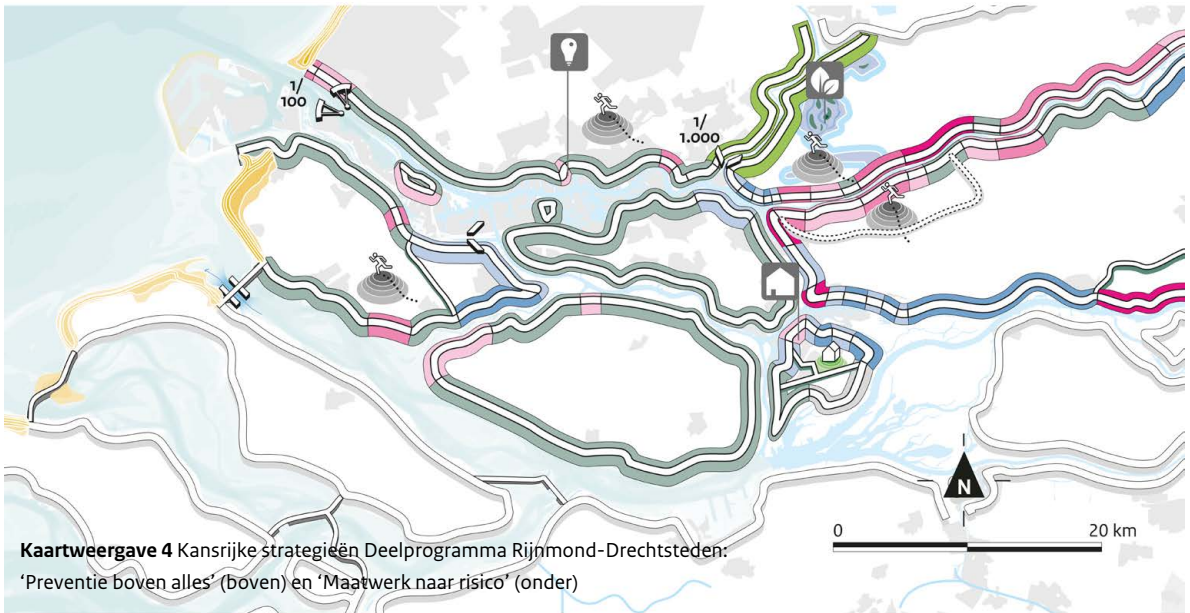 1/
100
1/
1.000
N
0
20 km
Kaartweergave 4 Kansrijke strategieën Deelprogramma Rijnmond-Drechtsteden:
‘Preventie boven alles’ (boven) en ‘Maatwerk naar risico’ (onder)